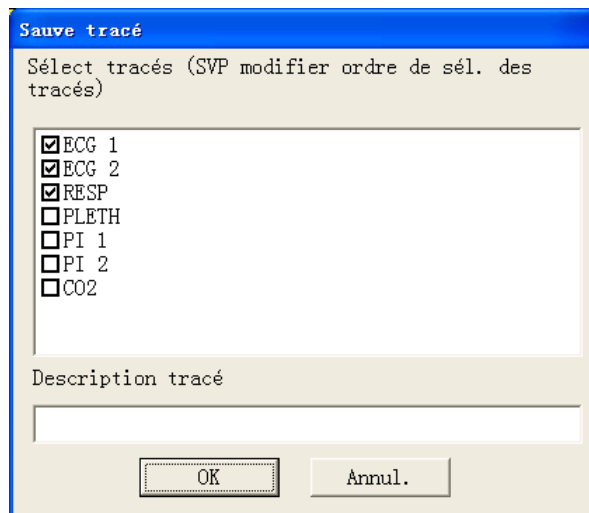 Sauve tracé
Sélect tracés (SVP modifier ordre de sél. des
tracés)
ECG 1
ECG 2
RESP
PLETH
PI 1
PI 2
CO2
Description tracé
OK
Annul.